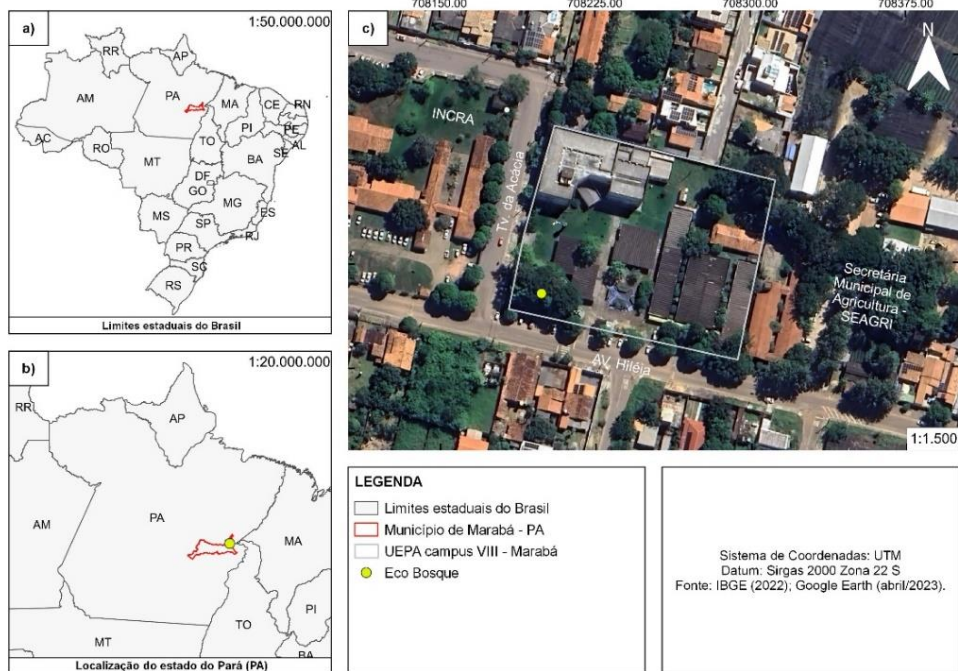 a)
1:50.000.000
RR
AP
AM
PA
MA
CE
RN
PI
PE
AL
SE
AC
RO
TO
MT
BA
DF
GO
MG
ES
MS
SP
RJ
PR
SC
RS
Limites estaduais do Brasil
b)
1:20.000.000
RR
AP
AM
PA
MA
PI
TO
MT
BA
Localização do estado do Pará (PA)
708150.00
708225.00
708300.00
708375.00
c)
N
INCRA
Tv. da Acácia
Secretária
Municipal de
Agricultura -
SEAGRI
AV. Hiléja
1:1.500
LEGENDA
Limites estaduais do Brasil
Município de Marabá - PA
UEPA campus VIII - Marabá
Eco Bosque
Sistema de Coordenadas: UTM
Datum: Sirgas 2000 Zona 22 S
Fonte: IBGE (2022); Google Earth (abril/2023).